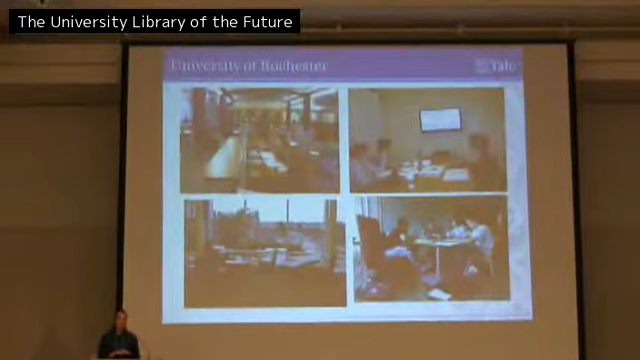 The University Library of the Future
University of Rochester
Yale